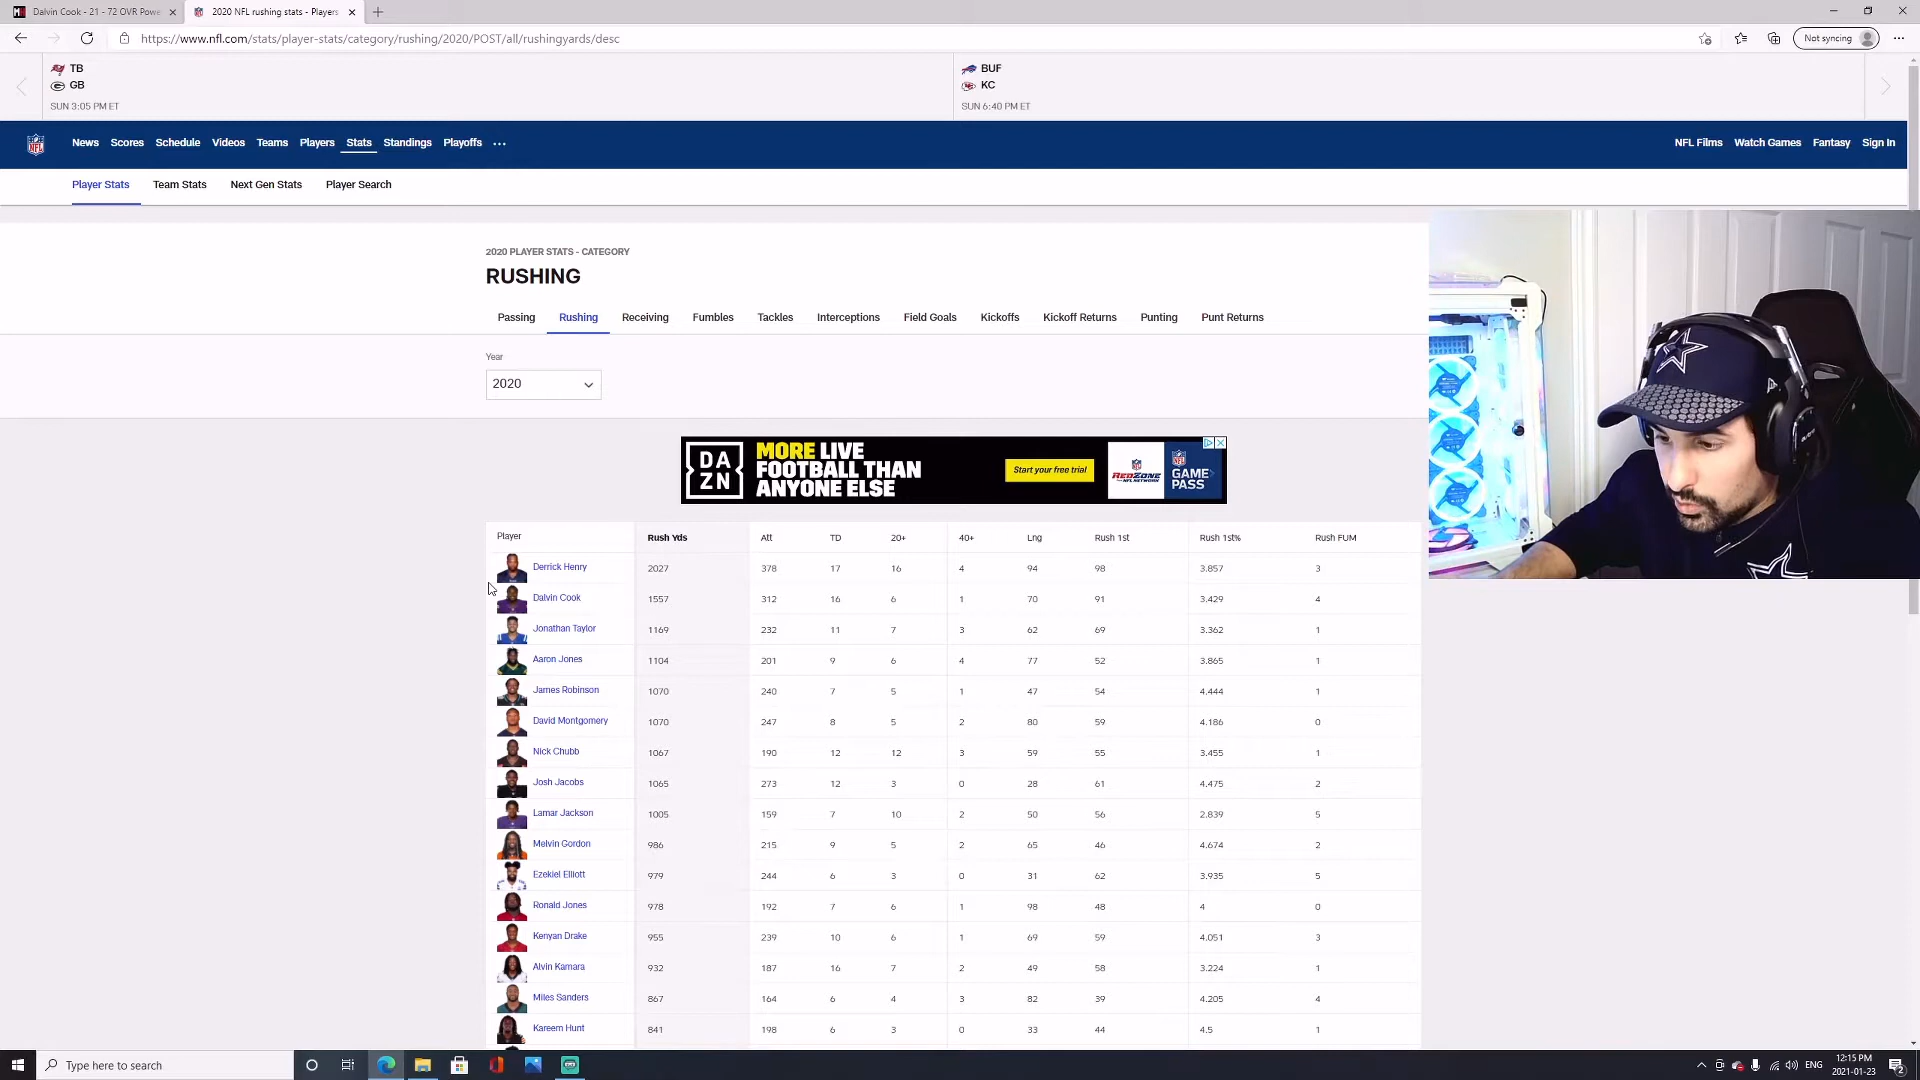 Dalvin Cook - 21 - 72 OVR Powe
2020 NFL rushing stats - Players
https://www.nfl.com/stats/player-stats/category/rushing/2020/POST/all/rushingyards/desc
Not syncing
TB
GB
SUN 3:05 PM ET
BUF
KC
SUN 6:40 PM ET
NFL
News Scores Schedule Videos Teams Players Stats Standings Playoffs ...
NFL Films Watch Games Fantasy Sign In
Player Stats Team Stats Next Gen Stats Player Search
2020 PLAYER STATS - CATEGORY
RUSHING
Passing Rushing Receiving Fumbles Tackles Interceptions Field Goals Kickoffs Kickoff Returns Punting Punt Returns
Year
2020
DA
ZN
MORE LIVE
FOOTBALL THAN
ANYONE ELSE
Start your free trial
NFL
REDZONE
NFL NETWORK
NFL
GAME
PASS
Player Rush Yds Att TD 20+ 40+ Lng Rush 1st Rush 1st% Rush FUM
Derrick Henry 2027 378 17 16 4 94 98 3.857 3
Dalvin Cook 1557 312 16 6 1 70 91 3.429 4
Jonathan Taylor 1169 232 11 7 3 62 69 3.362 1
Aaron Jones 1104 201 9 6 4 77 52 3.865 1
James Robinson 1070 240 7 5 1 47 54 4.444 1
David Montgomery 1070 247 8 5 2 80 59 4.186 0
Nick Chubb 1067 190 12 12 3 59 55 3.455 1
Josh Jacobs 1065 273 12 3 0 28 61 4.475 2
Lamar Jackson 1005 159 7 10 2 50 56 2.839 5
Melvin Gordon 986 215 9 5 2 65 46 4.674 2
Ezekiel Elliott 979 244 6 3 0 31 62 3.935 5
Ronald Jones 978 192 7 6 1 98 48 4 0
Kenyan Drake 955 239 10 6 1 69 59 4.051 3
Alvin Kamara 932 187 16 7 2 49 58 3.224 1
Miles Sanders 867 164 6 4 3 82 39 4.205 4
Kareem Hunt 841 198 6 3 0 33 44 4.5 1
Type here to search
ENG
12:15 PM
2021-01-23
2